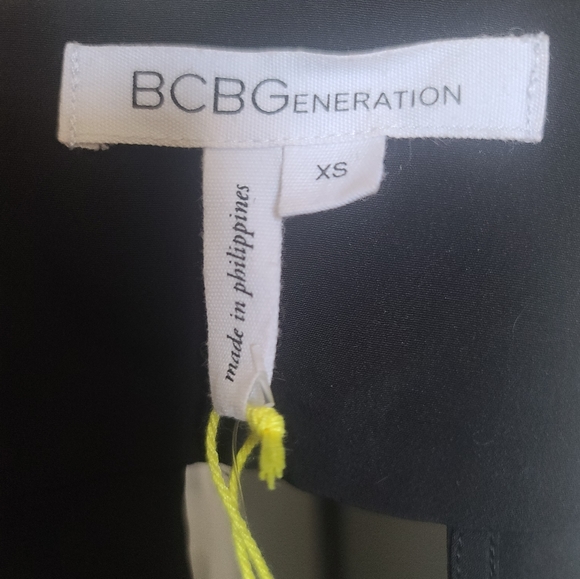 BCBGENERATION
XS
made in philippines